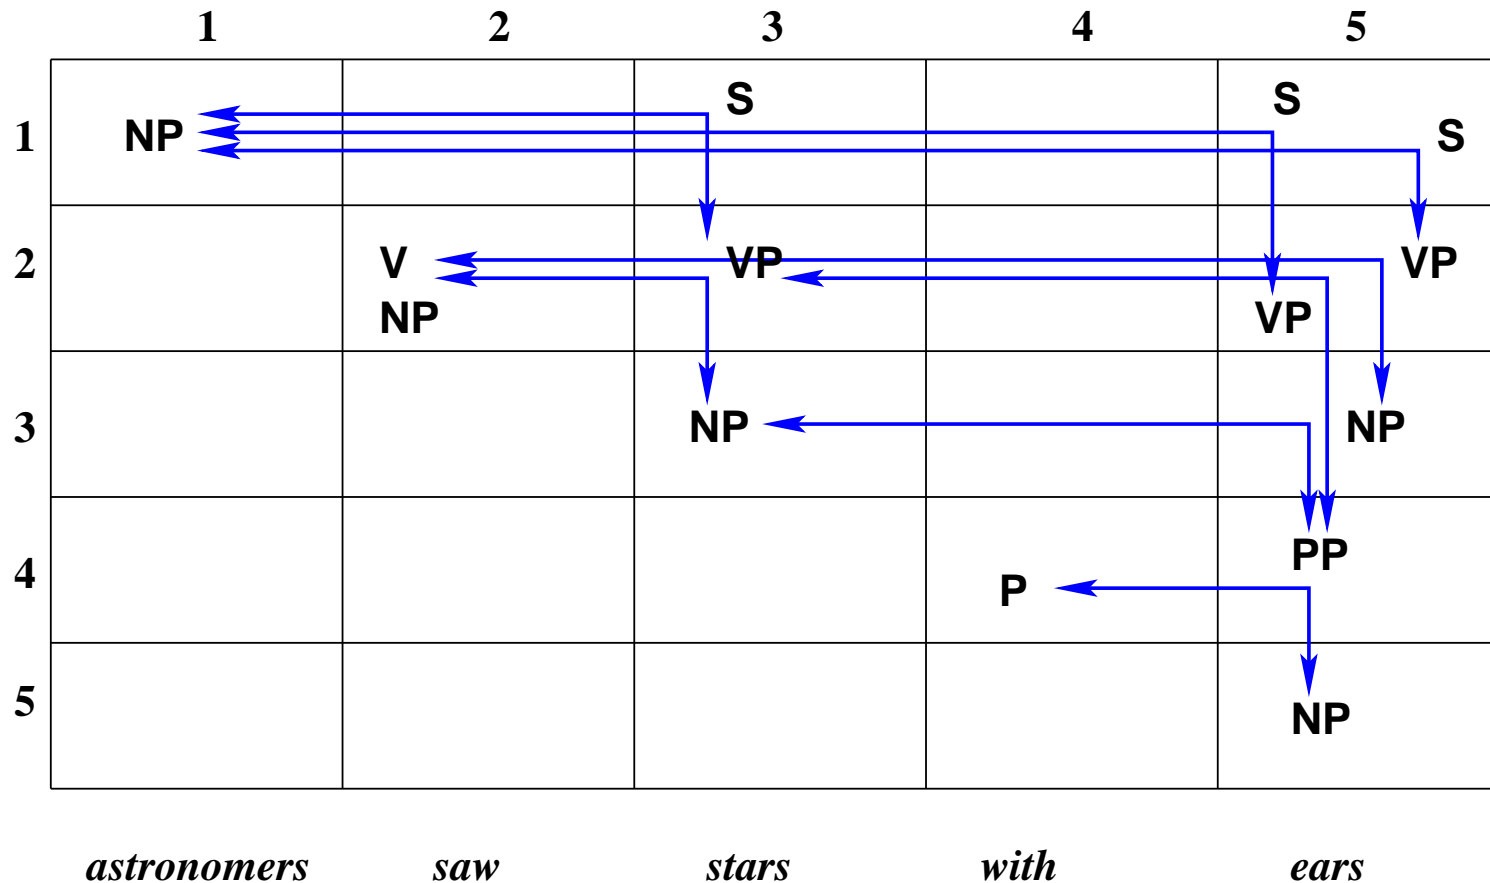 1 2 3 4 5
S S
1 NP S
2 V VP VP
NP VP
3 NP NP
PP
4 P
5 NP
astronomers saw stars with ears